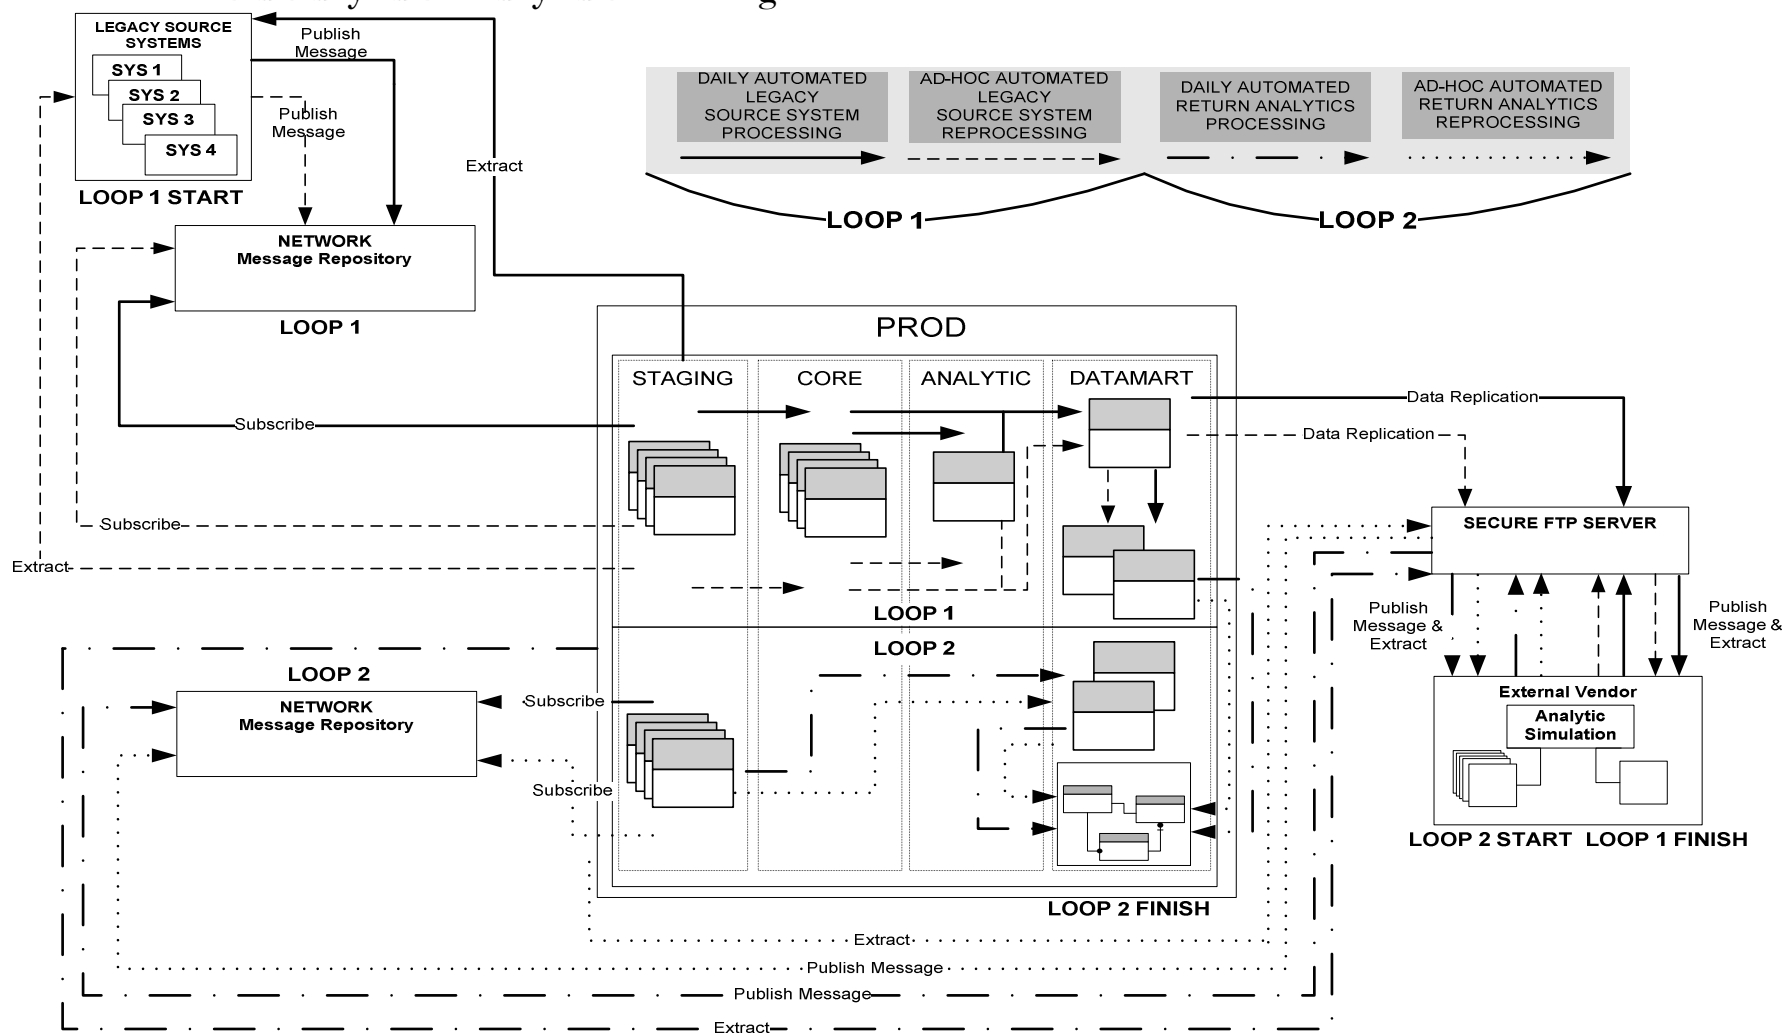 LEGACY SOURCE
SYSTEMS
SYS 1
SYS 2
SYS 3
SYS 4
LOOP 1 START
Publish
Message
Publish
Message
Extract
DAILY AUTOMATED
LEGACY
SOURCE SYSTEM
PROCESSING
AD-HOC AUTOMATED
LEGACY
SOURCE SYSTEM
REPROCESSING
DAILY AUTOMATED
RETURN ANALYTICS
PROCESSING
AD-HOC AUTOMATED
RETURN ANALYTICS
REPROCESSING
LOOP 1
LOOP 2
NETWORK
Message Repository
LOOP 1
PROD
STAGING
CORE
ANALYTIC
DATAMART
Subscribe
Subscribe
Extract
Data Replication
Data Replication
SECURE FTP SERVER
LOOP 1
LOOP 2
Publish
Message &
Extract
Publish
Message &
Extract
LOOP 2
NETWORK
Message Repository
Subscribe
Subscribe
External Vendor
Analytic
Simulation
LOOP 2 START
LOOP 1 FINISH
LOOP 2 FINISH
Extract
Publish Message
Publish Message
Extract